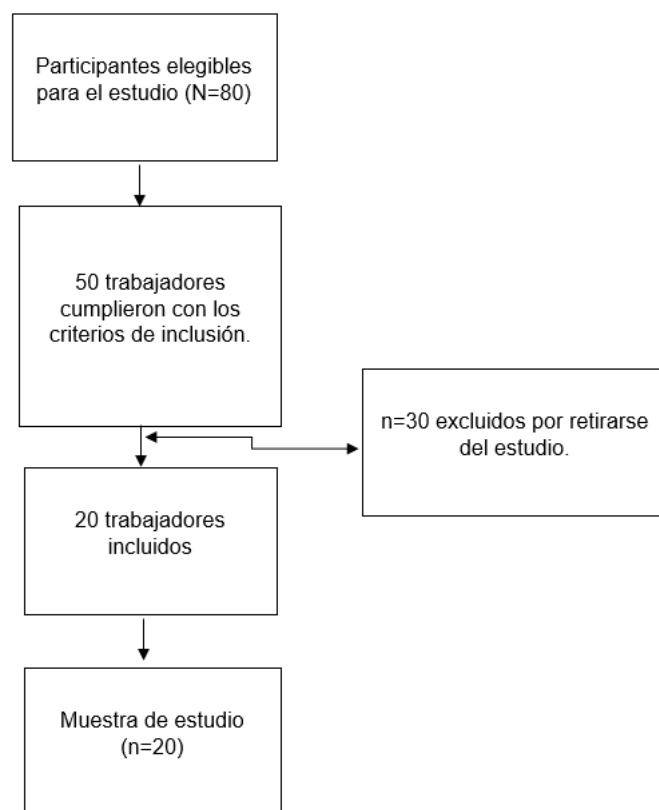 Participantes elegibles
para el estudio (N=80)
50 trabajadores
cumplieron con los
criterios de inclusión.
n=30 excluidos por retirarse
del estudio.
20 trabajadores
incluidos
Muestra de estudio
(n=20)